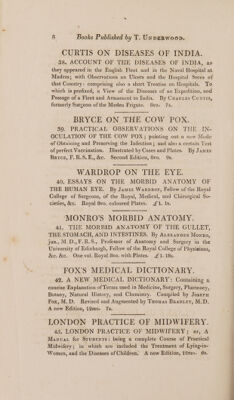 8 Books Published by T. UNDERWOOD.
CURTIS ON DISEASES OF INDIA.
38. ACCOUNT OF THE DISEASES OF INDIA, as
they appeared in the English Fleet and in the Naval Hospital at
Madras; with Observations on Ulcers and the Hospital Sores of
that Country: comprising also a short Treatise on Hospitals. To
which is prefixed, a View of the Diseases of an Expedition, and
Passage of a Fleet and Armament to India. By CHARLES CURTIS,
formerly Surgeon of the Medea Frigate. 8vo. 7s.
BRYCE ON THE COW POX.
39. PRACTICAL OBSERVATIONS ON THE IN-
OCULATION OF THE COW POX; pointing out a new Mode
of Obtaining and Preserving the Infection; and also a certain Test
of perfect Vaccination. Illustrated by Cases and Plates. By JAMES
BRYCE, F.R.S.E., &c. Second Edition, 8vo. 9s.
WARDROP ON THE EYE.
40. ESSAYS ON THE MORBID ANATOMY OF
THE HUMAN EYE. By JAMES WARDROP, Fellow of the Royal
College of Surgeons, of the Royal, Medical, and Chirurgical So-
cieties, &c. Royal 8vo. coloured Plates. £1. 1s.
MONRO'S MORBID ANATOMY.
41. THE MORBID ANATOMY OF THE GULLET,
THE STOMACH, AND INTESTINES. By ALEXANDER MONRO,
jun., M.D., F.R.S., Professor of Anatomy and Surgery in the
University of Edinburgh, Fellow of the Royal College of Physicians,
&c. &c. One vol. Royal 8vo. with Plates. £1. 18s.
FOX'S MEDICAL DICTIONARY.
42. A NEW MEDICAL DICTIONARY: Containing a
concise Explanation of Terms used in Medicine, Surgery, Pharmacy,
Botany, Natural History, and Chemistry. Compiled by JOSEPH
FOX, M. D. Revised and Augmented by THOMAS BRADLEY, M.D.
A new Edition, 12mo. 7s.
LONDON PRACTICE OF MIDWIFERY.
43. LONDON PRACTICE OF MIDWIFERY; or, A
MANUAL for STUDENTS: being a complete Course of Practical
Midwifery; in which are included the Treatment of Lying-in-
Women, and the Diseases of Children. A new Edition, 12mo. 6s.